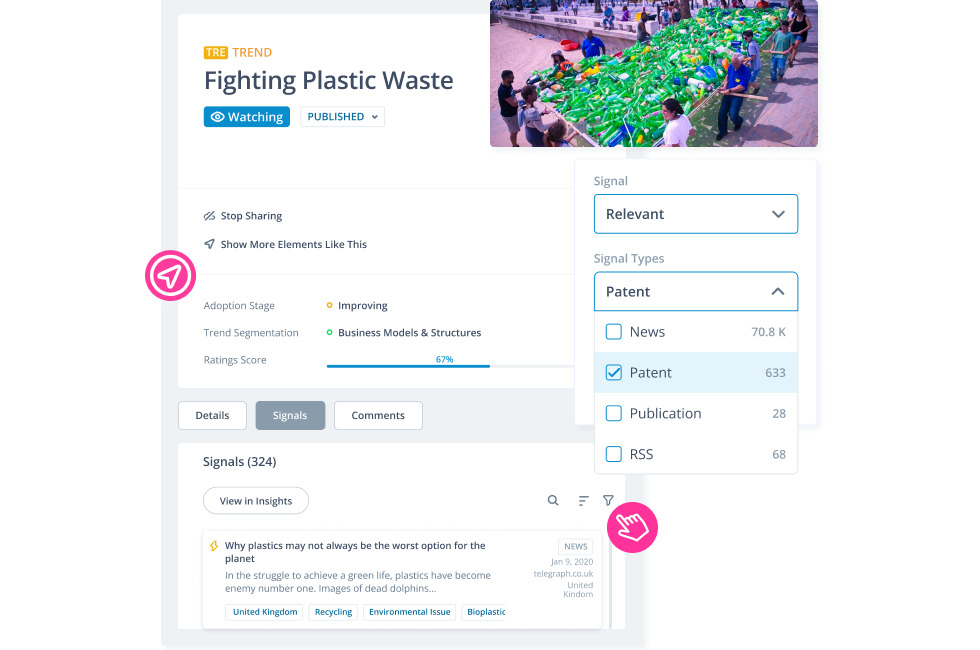 TRE TREND
Fighting Plastic Waste
Watching
PUBLISHED
Stop Sharing
Show More Elements Like This
Adoption Stage
Improving
Trend Segmentation
Business Models & Structures
Ratings Score
67%
Details
Signals
Comments
Signals (324)
View in Insights
Why plastics may not always be the worst option for the
planet
In the struggle to achieve a green life, plastics have become
enemy number one. Images of dead dolphins...
United Kingdom
Recycling
Environmental Issue
Bioplastic
NEWS
Jan 9, 2020
telegraph.co.uk
United
Kindom
Signal
Relevant
Signal Types
Patent
News 70.8 K
Patent 633
Publication 28
RSS 68